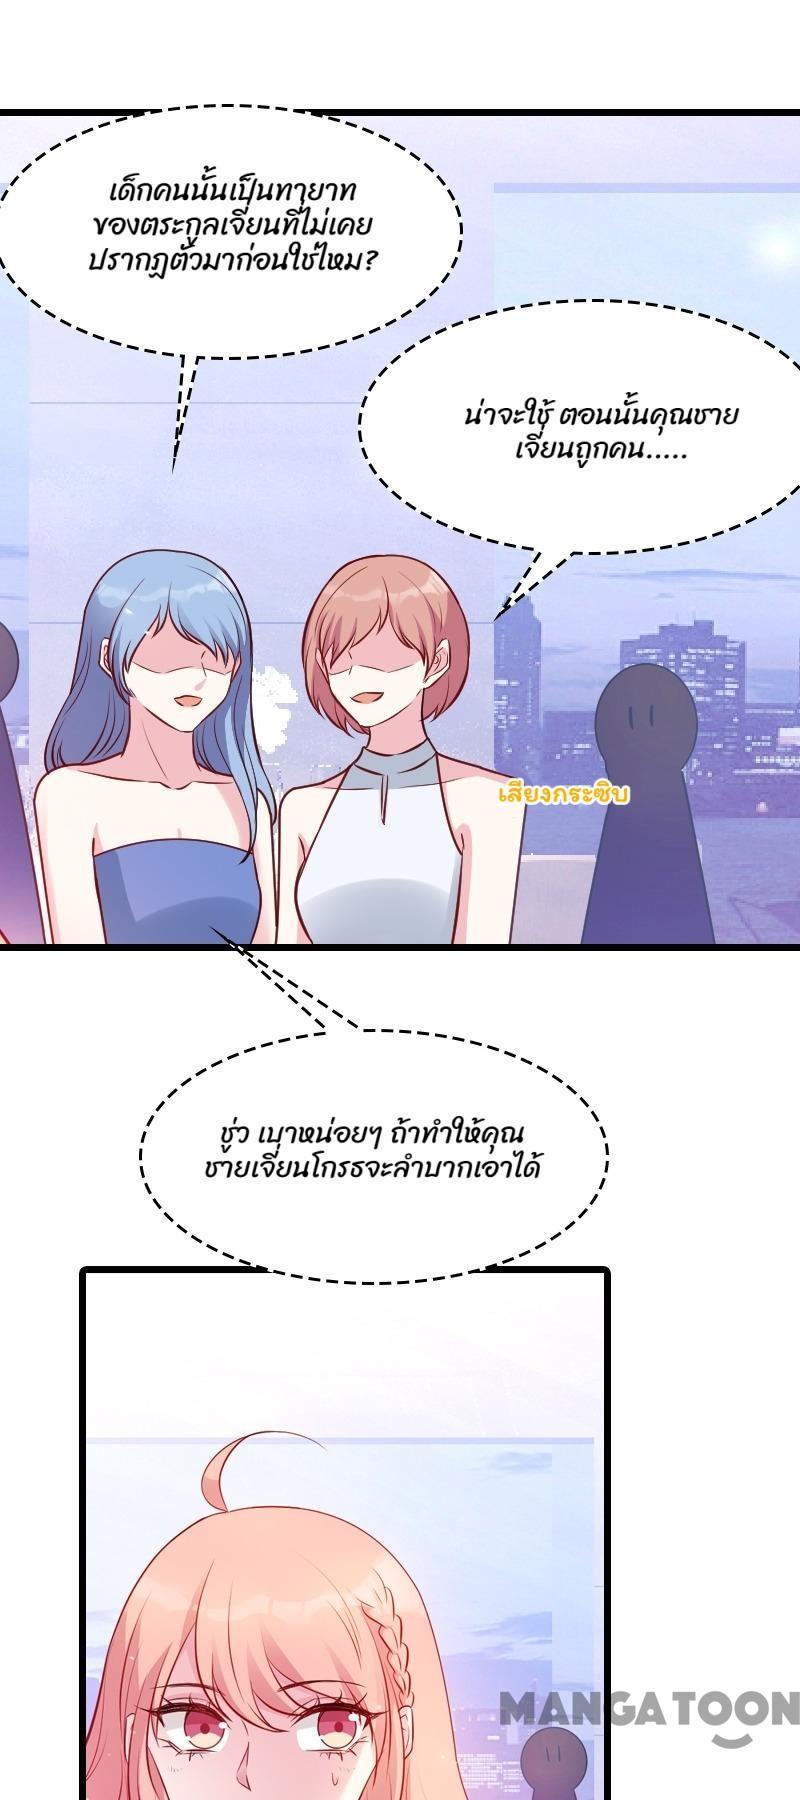 เด็กคนนั้นเป็นทายาท
ของตระกูลเจี่ยนที่ไม่เคย
ปรากฏตัวมาก่อนใช่ไหม?
น่าจะใช่ ตอนนั้นคุณชาย
เจี่ยนถูกคน.....
เสียงกระซิบ
ชู่ว เบาหน่อยๆ ถ้าทำให้คุณ
ชายเจี่ยนโกรธจะลำบากเอาได้
MANGATOON